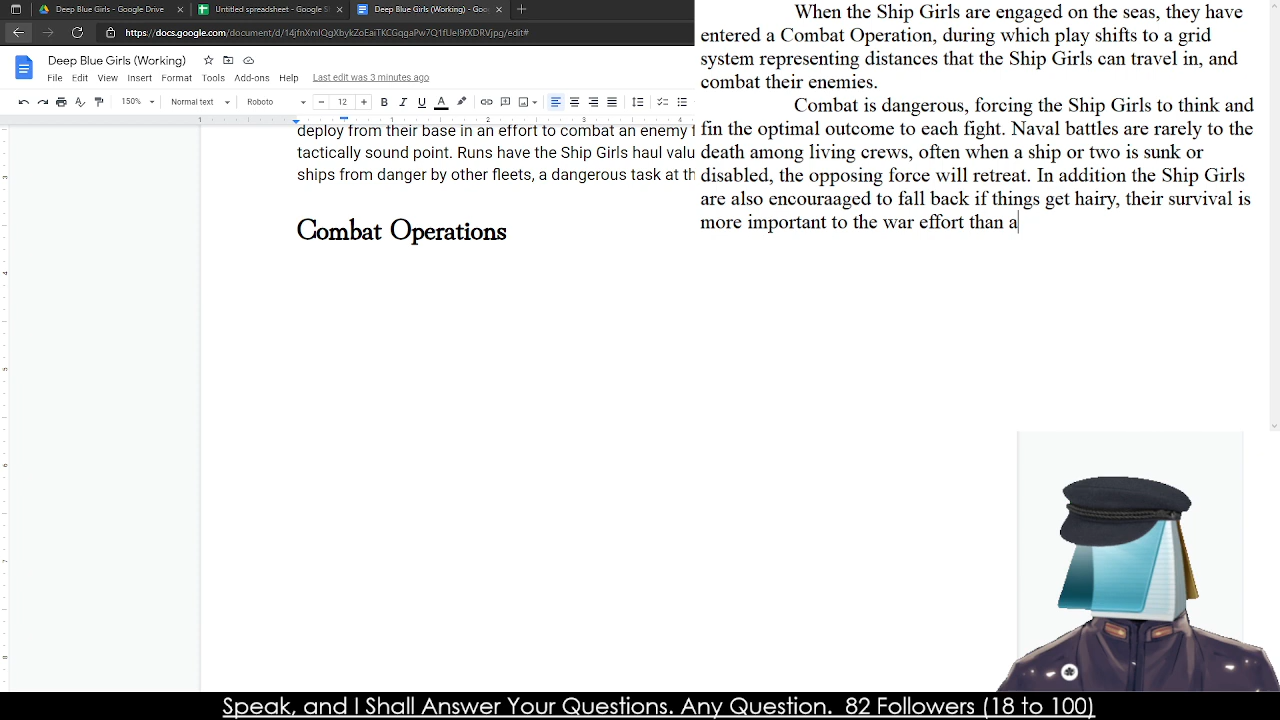 Deep Blue Girls - Google Drive
Untitled spreadsheet - Google S
Deep Blue Girls (Working) - Goo
Deep Blue Girls (Working)
File Edit View Insert Format Tools Add-ons Help Last edit was 3 minutes ago
150% Normal text Roboto 12
deploy from their base in an effort to combat an enemy f
tactically sound point. Runs have the Ship Girls haul valu
ships from danger by other fleets, a dangerous task at th
Combat Operations
When the Ship Girls are engaged on the seas, they have
entered a Combat Operation, during which play shifts to a grid
system representing distances that the Ship Girls can travel in, and
combat their enemies.
Combat is dangerous, forcing the Ship Girls to think and
fin the optimal outcome to each fight. Naval battles are rarely to the
death among living crews, often when a ship or two is sunk or
disabled, the opposing force will retreat. In addition the Ship Girls
are also encouraaged to fall back if things get hairy, their survival is
more important to the war effort than a
Speak, and I Shall Answer Your Questions. Any Question. 82 Followers (18 to 100)